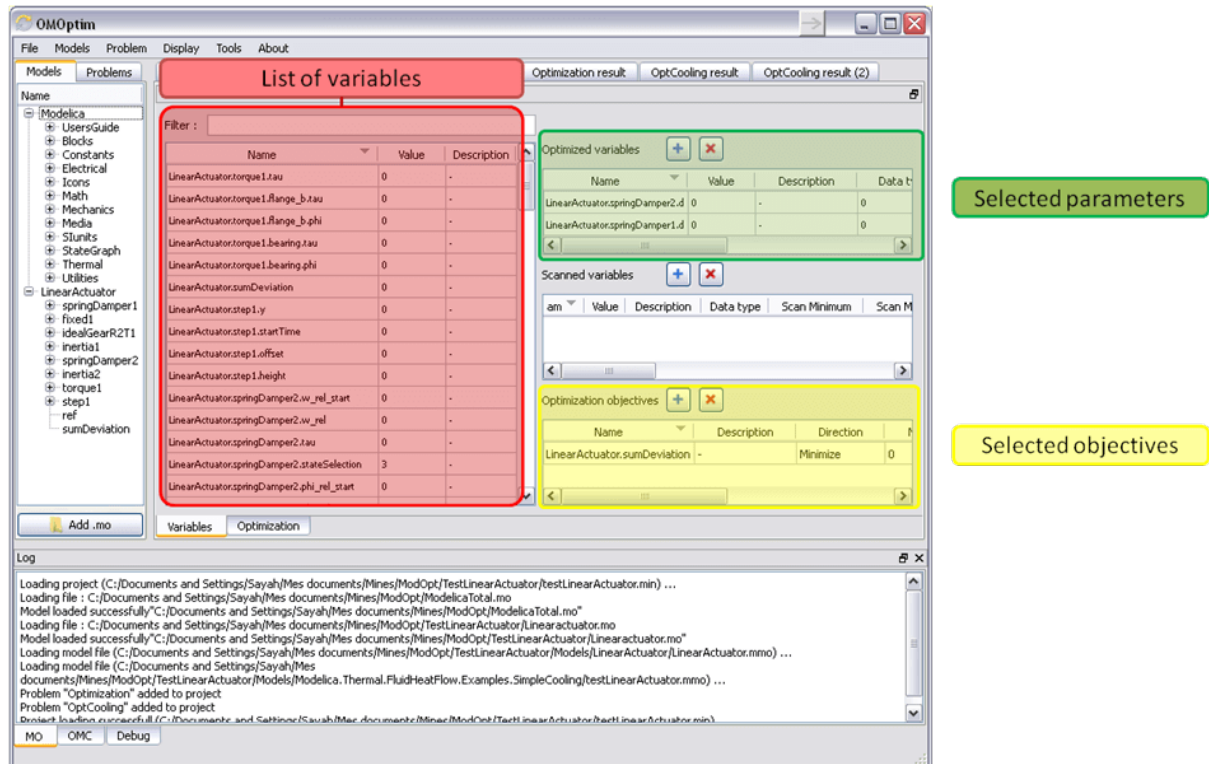 OMOptim
File Models Problem Display Tools About
Models Problems
List of variables
Optimization result OptCooling result OptCooling result (2)
Name
Modelica
UsersGuide
Blocks
Constants
Electrical
Icons
Math
Mechanics
Media
SIunits
StateGraph
Thermal
Utilities
LinearActuator
springDamper1
fixed1
idealGearR2T1
inertia1
springDamper2
inertia2
torque1
step1
ref
sumDeviation
Add .mo
Filter :
Name Value Description
LinearActuator.torque1.tau 0 -
LinearActuator.torque1.flange_b.tau 0 -
LinearActuator.torque1.flange_b.phi 0 -
LinearActuator.torque1.bearing.tau 0 -
LinearActuator.torque1.bearing.phi 0 -
LinearActuator.sumDeviation 0 -
LinearActuator.step1.y 0 -
LinearActuator.step1.startTime 0 -
LinearActuator.step1.offset 0 -
LinearActuator.step1.height 0 -
LinearActuator.springDamper2.w_rel_start 0 -
LinearActuator.springDamper2.w_rel 0 -
LinearActuator.springDamper2.tau 0 -
LinearActuator.springDamper2.stateSelection 3 -
LinearActuator.springDamper2.phi_rel_start 0 -
Variables Optimization
Optimized variables
Name Value Description Data t
LinearActuator.springDamper2.d 0 - 0
LinearActuator.springDamper1.d 0 - 0
Scanned variables
am Value Description Data type Scan Minimum Scan M
Optimization objectives
Name Description Direction
LinearActuator.sumDeviation - Minimize 0
Selected parameters
Selected objectives
Log
Loading project (C:/Documents and Settings/Sayah/Mes documents/Mines/ModOpt/TestLinearActuator/testLinearActuator.min) ...
Loading file : C:/Documents and Settings/Sayah/Mes documents/Mines/ModOpt/ModelicaTotal.mo
Model loaded successfully"C:/Documents and Settings/Sayah/Mes documents/Mines/ModOpt/ModelicaTotal.mo"
Loading file : C:/Documents and Settings/Sayah/Mes documents/Mines/ModOpt/TestLinearActuator/Linearactuator.mo
Model loaded successfully"C:/Documents and Settings/Sayah/Mes documents/Mines/ModOpt/TestLinearActuator/Linearactuator.mo"
Loading model file (C:/Documents and Settings/Sayah/Mes documents/Mines/ModOpt/TestLinearActuator/Models/LinearActuator/LinearActuator.mmo) ...
Loading model file (C:/Documents and Settings/Sayah/Mes
documents/Mines/ModOpt/TestLinearActuator/Models/Modelica.Thermal.FluidHeatFlow.Examples.SimpleCooling/testLinearActuator.mmo) ...
Problem "Optimization" added to project
Problem "OptCooling" added to project
Project loading successfull (C:/Documents and Settings/Sayah/Mes documents/Mines/ModOpt/TestLinearActuator/testLinearActuator.min)
MO OMC Debug